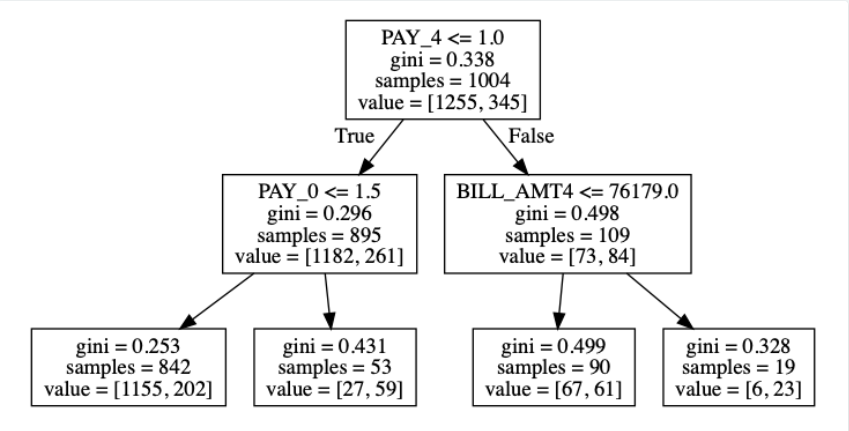 PAY_4 <= 1.0
gini = 0.338
samples = 1004
value = [1255, 345]
True
False
PAY_0 <= 1.5
gini = 0.296
samples = 895
value = [1182, 261]
BILL_AMT4 <= 76179.0
gini = 0.498
samples = 109
value = [73, 84]
gini = 0.253
samples = 842
value = [1155, 202]
gini = 0.431
samples = 53
value = [27, 59]
gini = 0.499
samples = 90
value = [67, 61]
gini = 0.328
samples = 19
value = [6, 23]